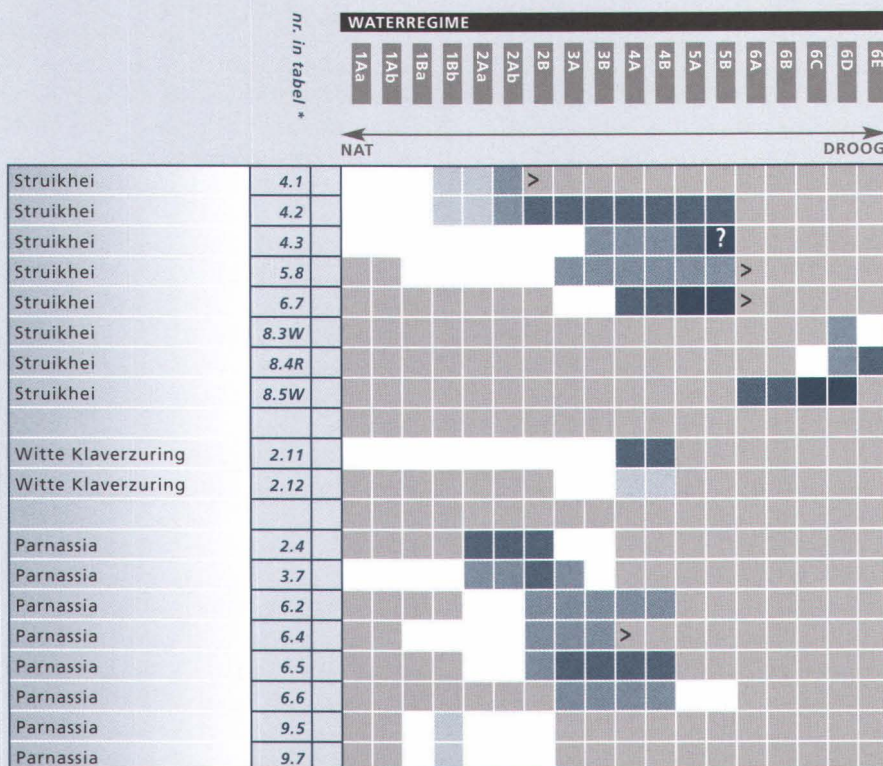 WATERREGIME
nr. in tabel *
1Aa 1Ab 1Ba 1Bb 2Aa 2Ab 2B 3A 3B 4A 4B 5A 5B 6A 6B 6C 6D 6E
NAT DROOG
Struikhei 4.1 >
Struikhei 4.2
Struikhei 4.3 ?
Struikhei 5.8 >
Struikhei 6.7 >
Struikhei 8.3W
Struikhei 8.4R
Struikhei 8.5W
Witte Klaverzuring 2.11
Witte Klaverzuring 2.12
Parnassia 2.4
Parnassia 3.7
Parnassia 6.2
Parnassia 6.4 >
Parnassia 6.5
Parnassia 6.6
Parnassia 9.5
Parnassia 9.7